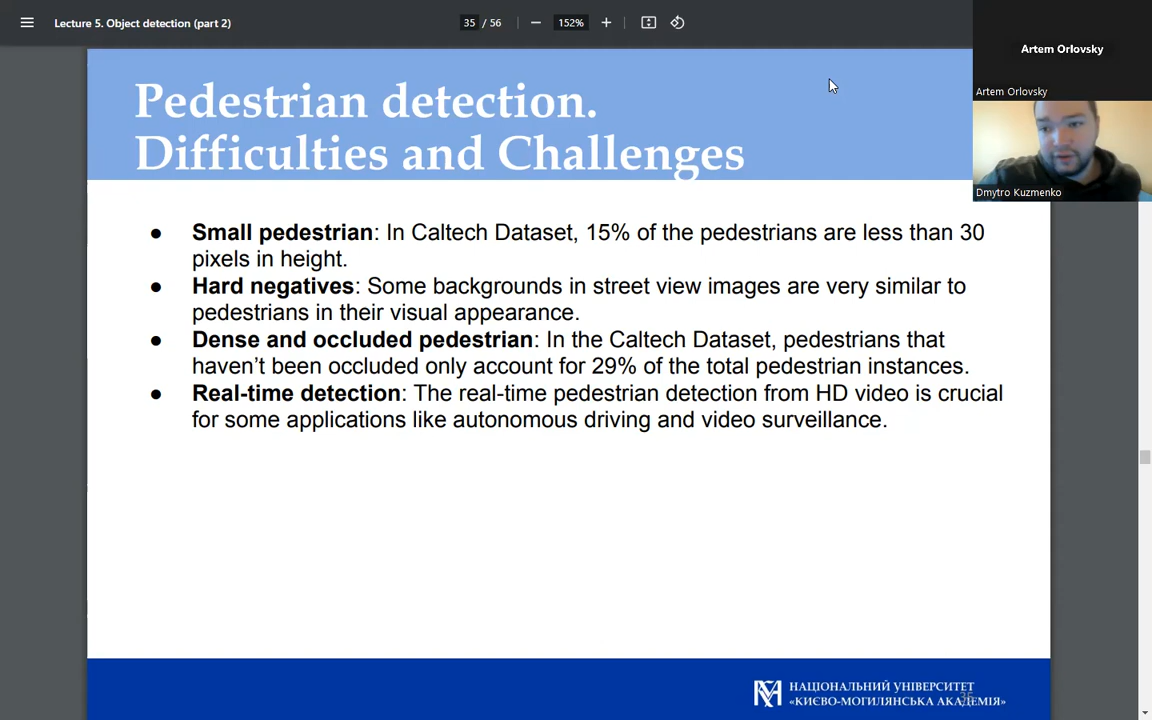 Lecture 5. Object detection (part 2)
35 / 56
152%
Artem Orlovsky
Artem Orlovsky
Dmytro Kuzmenko
Pedestrian detection.
Difficulties and Challenges
● Small pedestrian: In Caltech Dataset, 15% of the pedestrians are less than 30
pixels in height.
● Hard negatives: Some backgrounds in street view images are very similar to
pedestrians in their visual appearance.
● Dense and occluded pedestrian: In the Caltech Dataset, pedestrians that
haven’t been occluded only account for 29% of the total pedestrian instances.
● Real-time detection: The real-time pedestrian detection from HD video is crucial
for some applications like autonomous driving and video surveillance.
НАЦІОНАЛЬНИЙ УНІВЕРСИТЕТ
«КИЄВО-МОГИЛЯНСЬКА АКАДЕМІЯ»
35